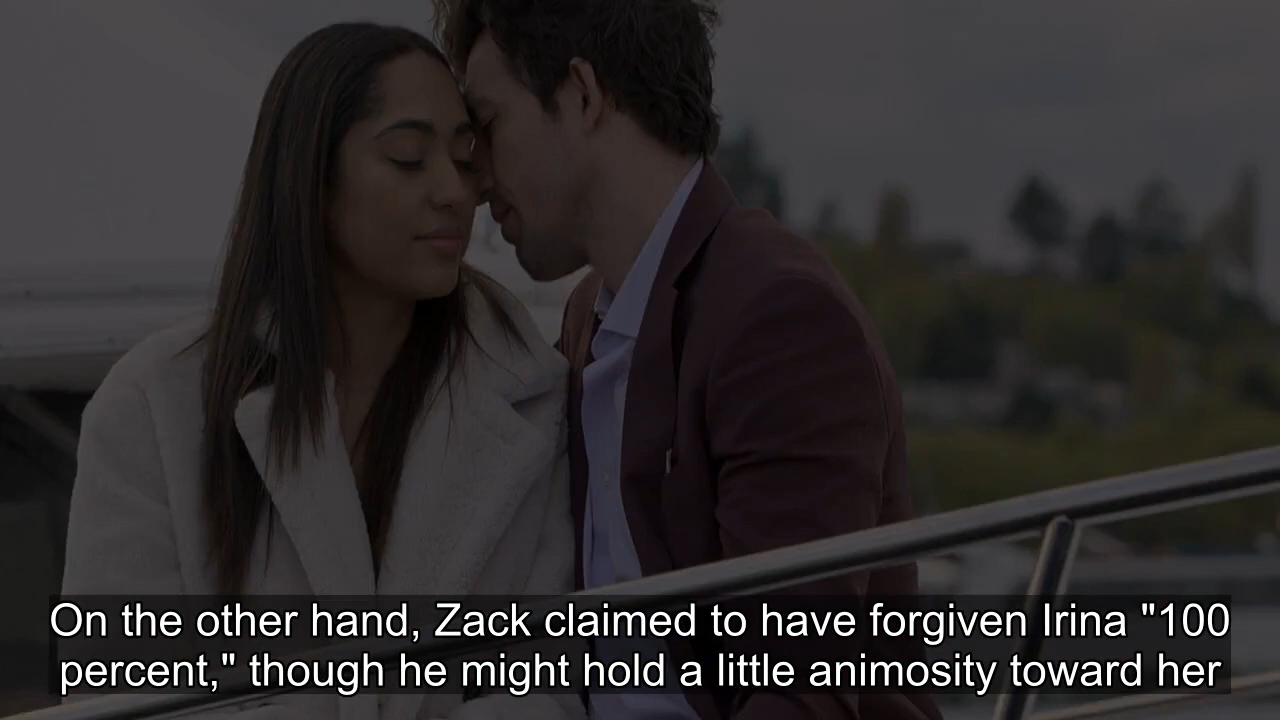 On the other hand, Zack claimed to have forgiven Irina "100
percent," though he might hold a little animosity toward her